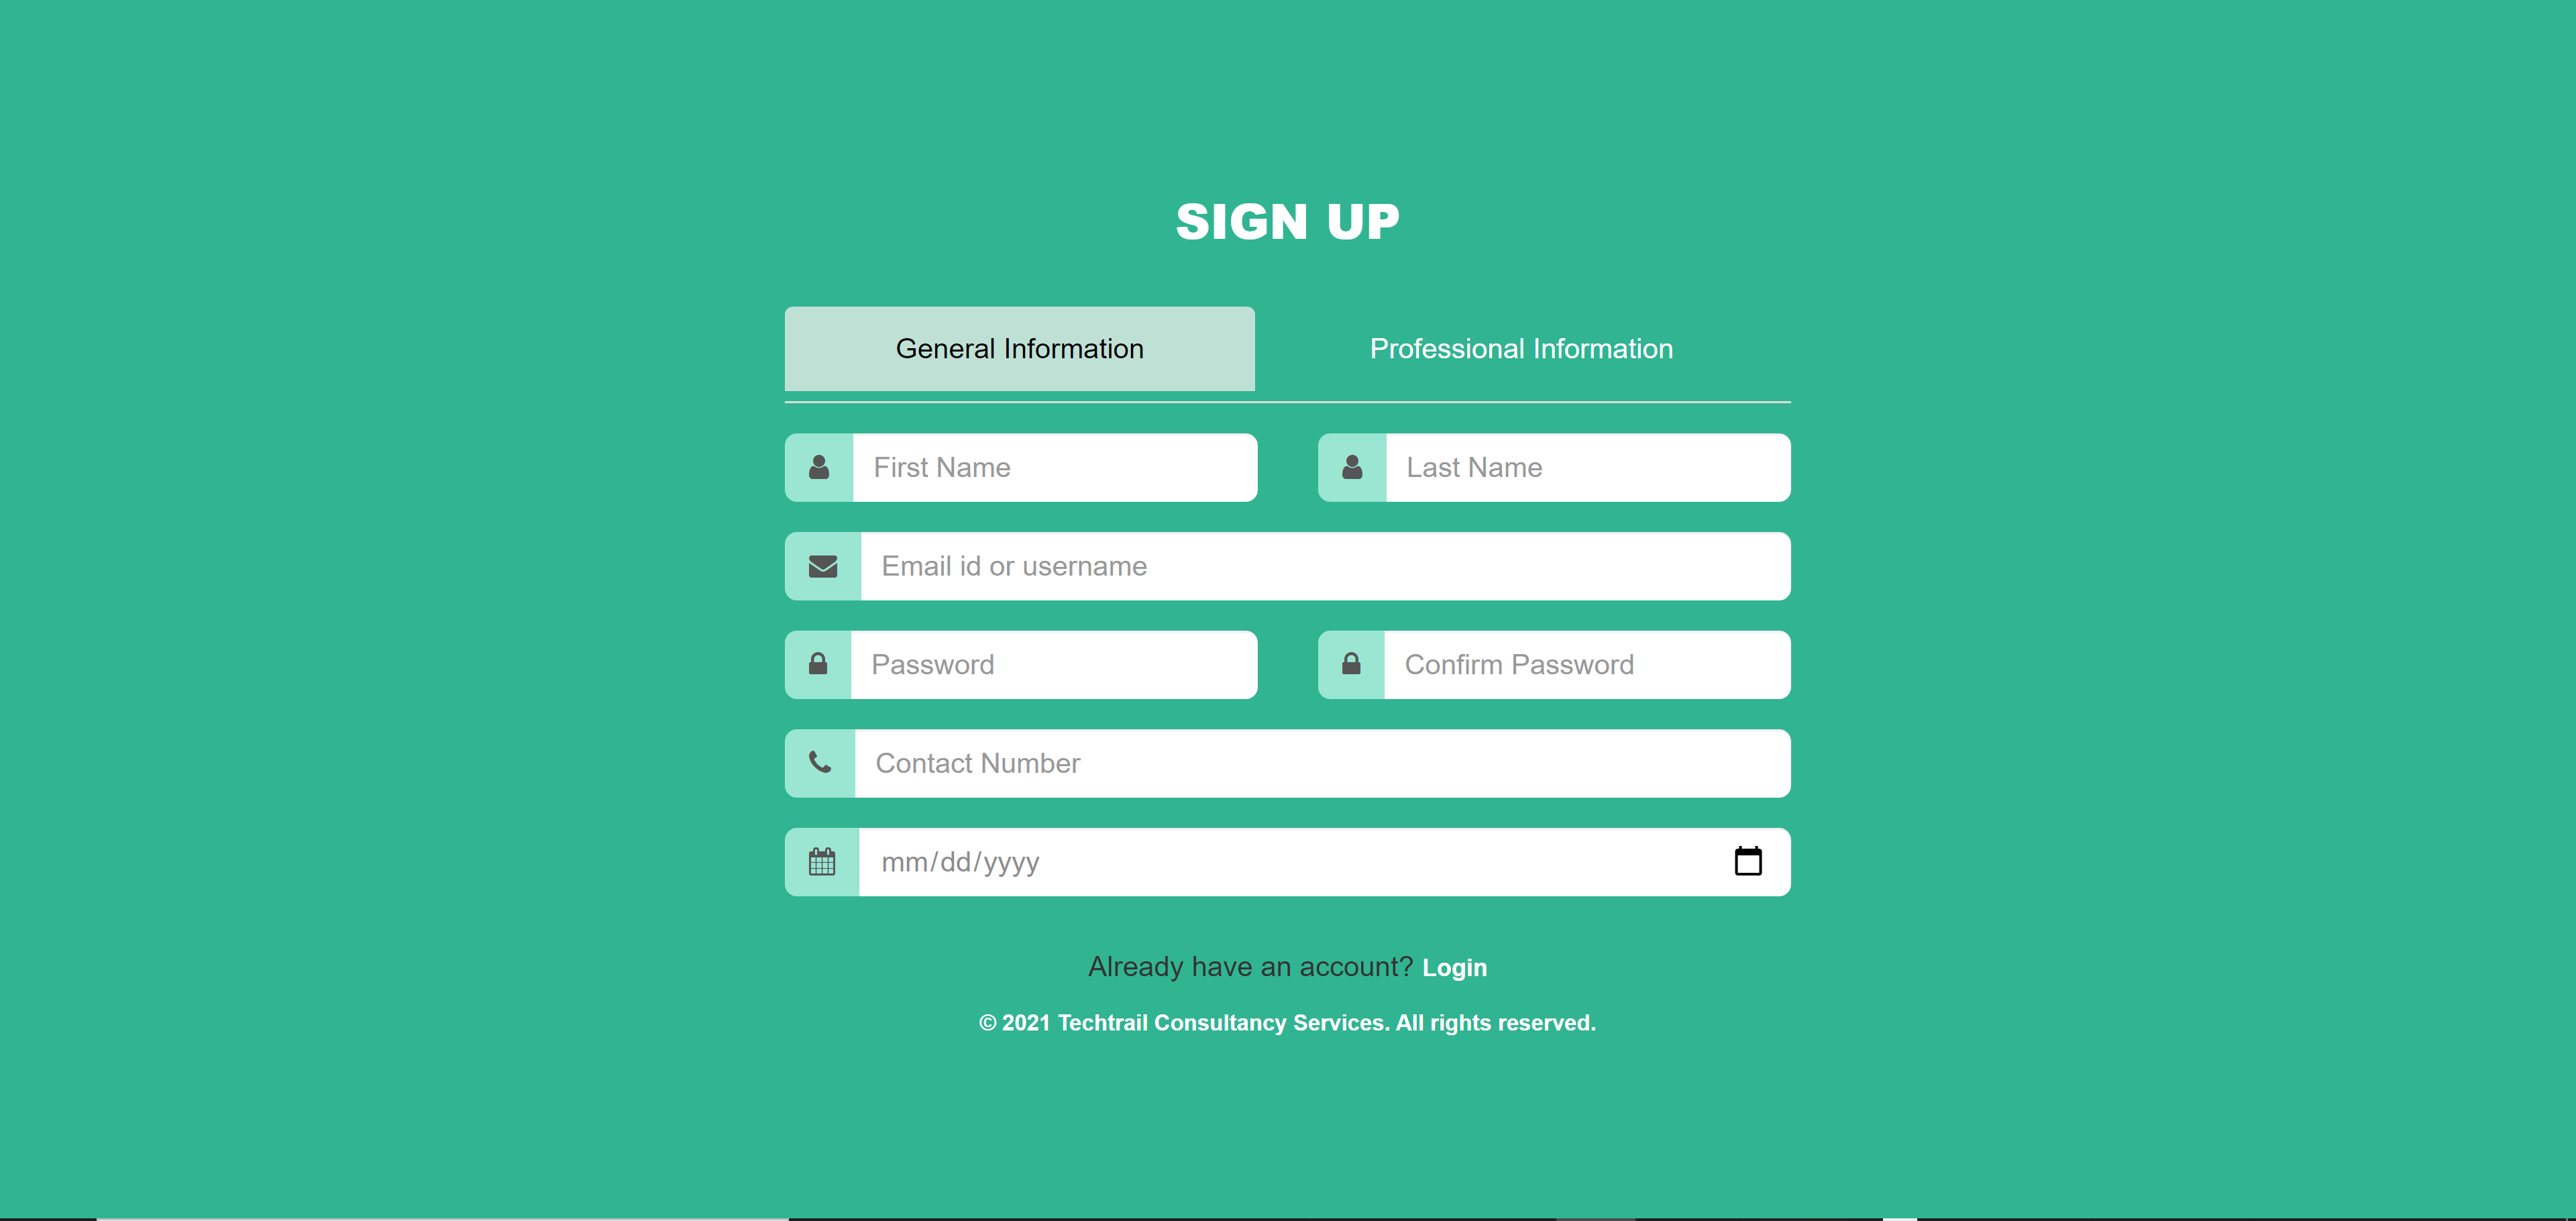 SIGN UP
General Information Professional Information
First Name Last Name
Email id or username
Password Confirm Password
Contact Number
mm/dd/yyyy
Already have an account? Login
© 2021 Techtrail Consultancy Services. All rights reserved.